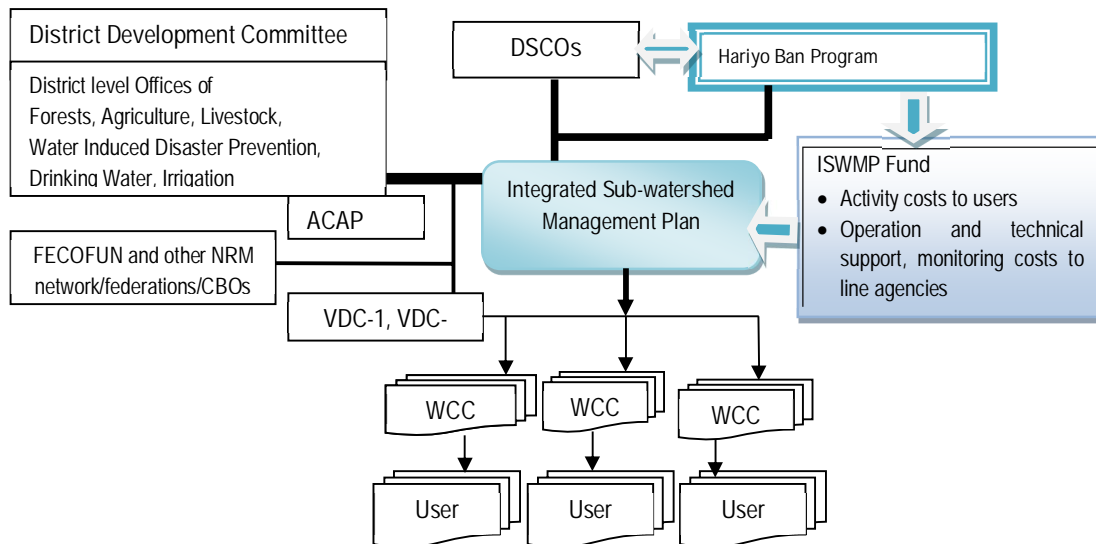 District Development Committee
District level Offices of
Forests, Agriculture, Livestock,
Water Induced Disaster Prevention,
Drinking Water, Irrigation
ACAP
FECOFUN and other NRM
network/federations/CBOs
VDC-1, VDC-
DSCOs
Hariyo Ban Program
Integrated Sub-watershed
Management Plan
ISWMP Fund
• Activity costs to users
• Operation and technical
support, monitoring costs to
line agencies
WCC
WCC
WCC
User
User
User